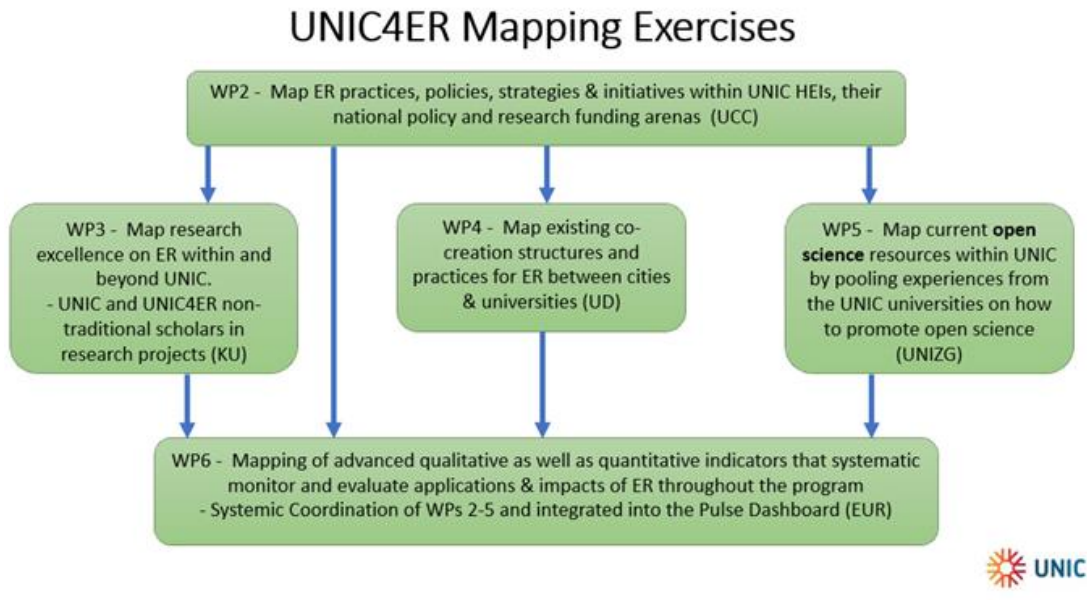 UNIC4ER Mapping Exercises
WP2 - Map ER practices, policies, strategies & initiatives within UNIC HEIs, their
national policy and research funding arenas (UCC)
WP3 - Map research
excellence on ER within and
beyond UNIC.
- UNIC and UNIC4ER non-
traditional scholars in
research projects (KU)
WP4 - Map existing co-
creation structures and
practices for ER between cities
& universities (UD)
WP5 - Map current open
science resources within UNIC
by pooling experiences from
the UNIC universities on how
to promote open science
(UNIZG)
WP6 - Mapping of advanced qualitative as well as quantitative indicators that systematic
monitor and evaluate applications & impacts of ER throughout the program
- Systemic Coordination of WPs 2-5 and integrated into the Pulse Dashboard (EUR)
UNIC